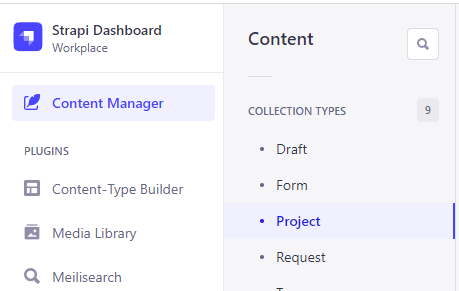 Strapi Dashboard
Workplace
Content Manager
PLUGINS
Content-Type Builder
Media Library
Meilisearch
Content
COLLECTION TYPES 9
Draft
Form
Project
Request